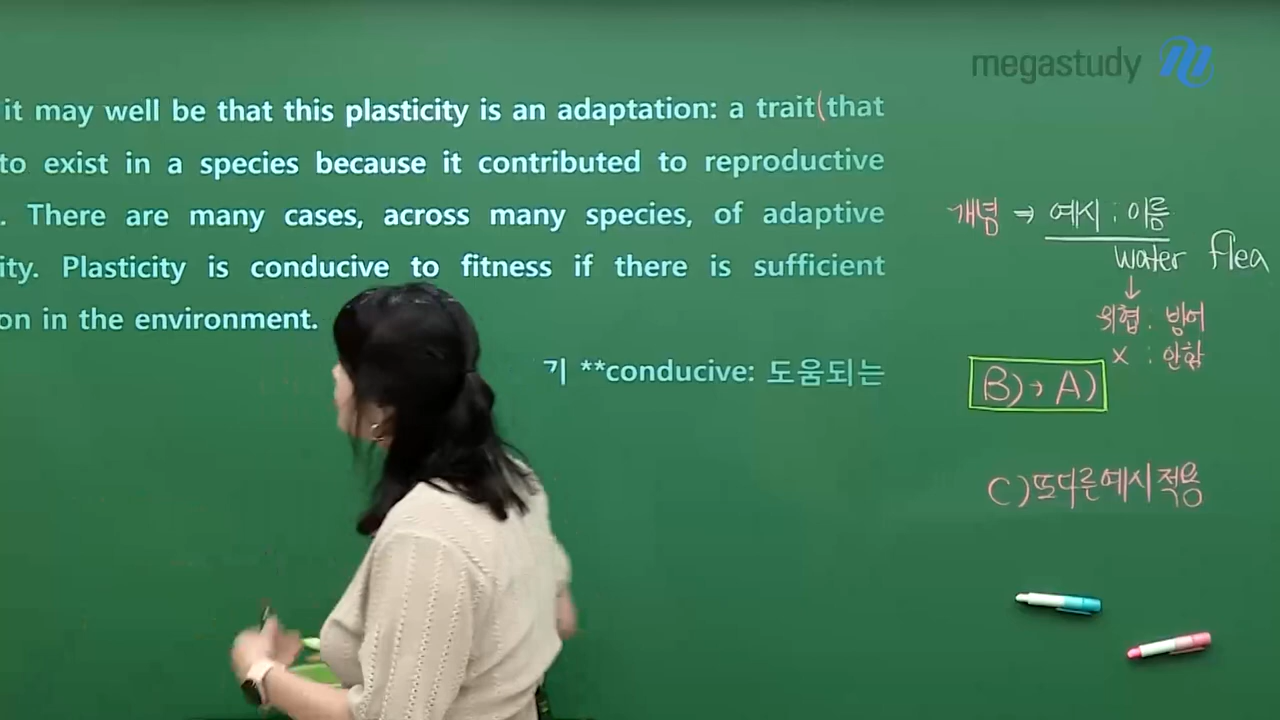 megastudy
it may well be that this plasticity is an adaptation: a trait(that
to exist in a species because it contributed to reproductive
. There are many cases, across many species, of adaptive
ity. Plasticity is conducive to fitness if there is sufficient
on in the environment.
기 **conducive: 도움되는
개념 ⇒ 예시 : 이름
water flea
↓
위협 : 방어
x : 안함
B) → A)
C) 또다른 예시 적용